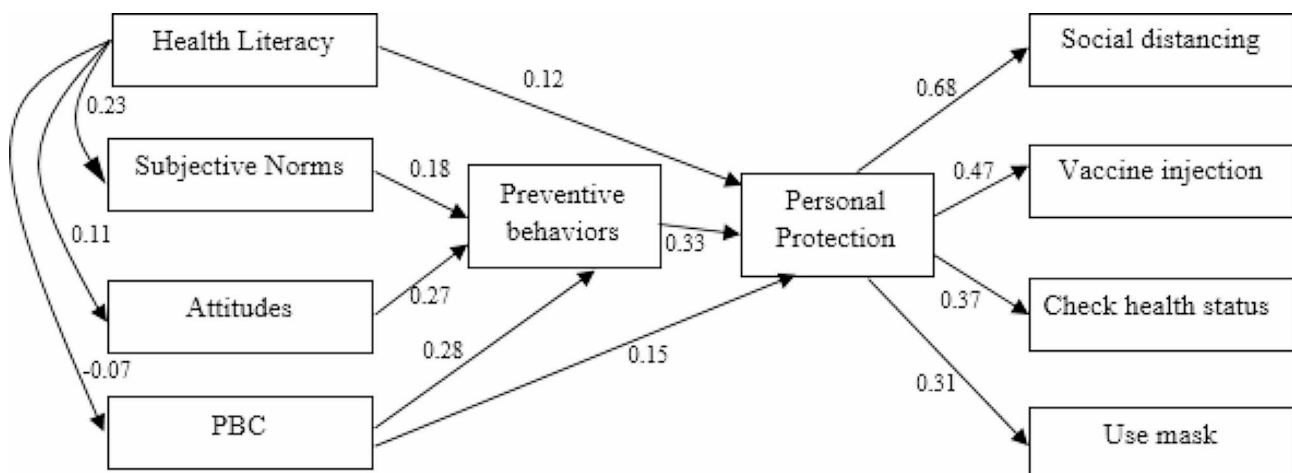 Health Literacy
Social distancing
0.12
0.68
0.23
Subjective Norms
0.18
Preventive
behaviors
Personal
Protection
0.47
Vaccine injection
0.33
0.11
Attitudes
0.27
0.37
Check health status
0.28
0.15
0.31
-0.07
PBC
Use mask